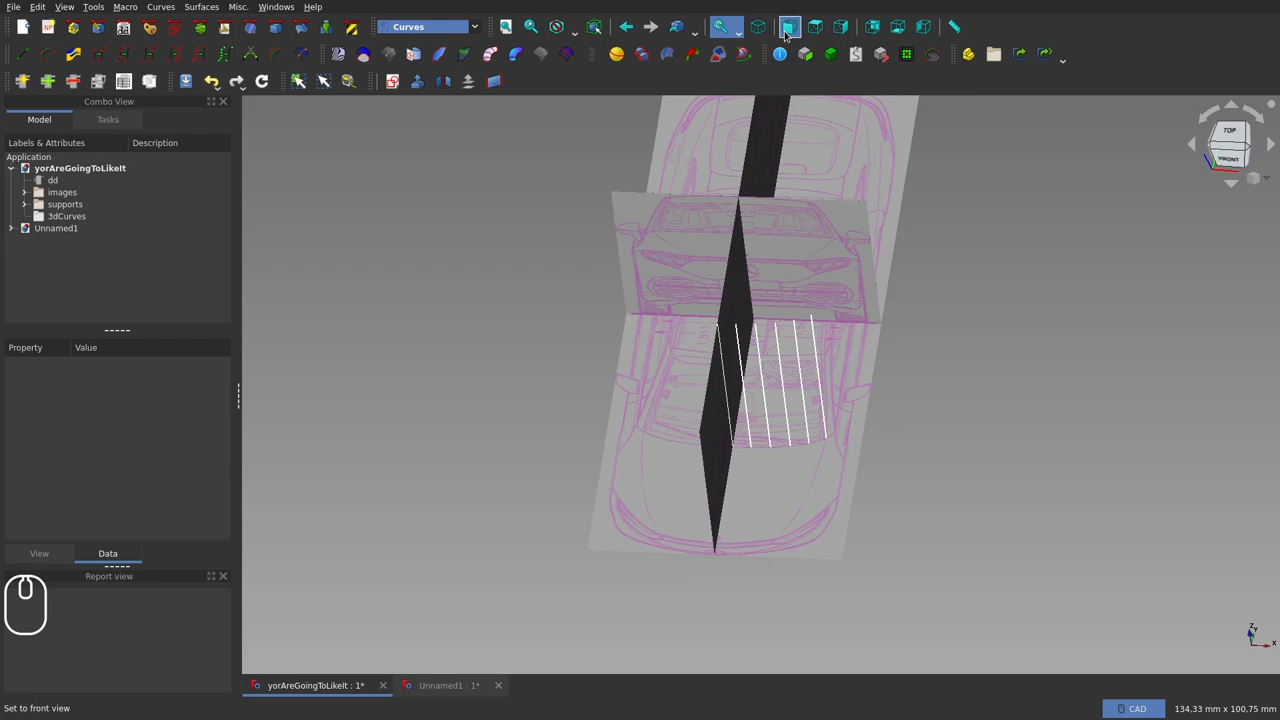 File Edit View Tools Macro Curves Surfaces Misc. Windows Help
Curves
Combo View
Model Tasks
Labels & Attributes Description
Application
yorAreGoingToLikeIt
dd
images
supports
3dCurves
Unnamed1
Property Value
View Data
Report view
TOP
FRONT
Z
Y
X
yorAreGoingToLikeIt : 1*
Unnamed1 : 1*
Set to front view
CAD
134,33 mm x 100,75 mm